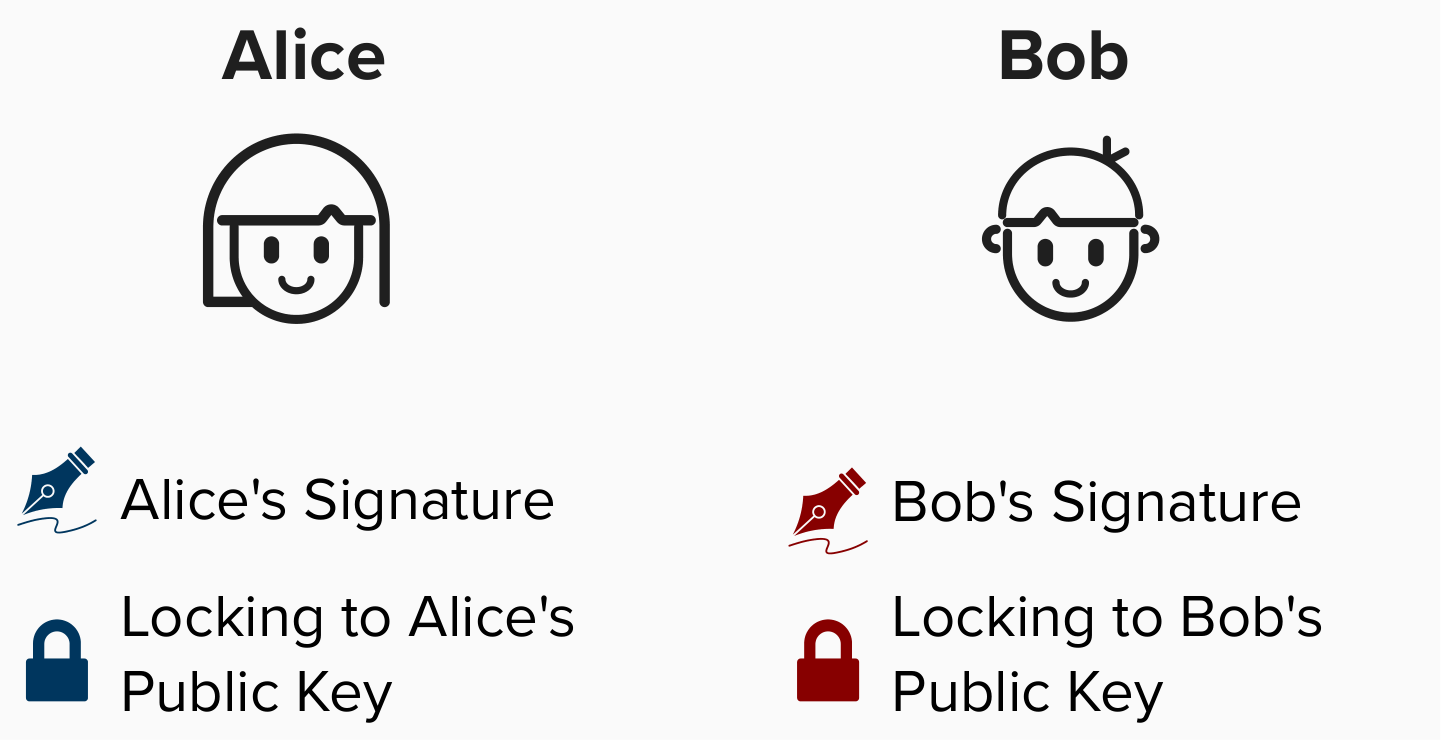 Alice
Bob
Alice's Signature
Locking to Alice's
Public Key
Bob's Signature
Locking to Bob's
Public Key